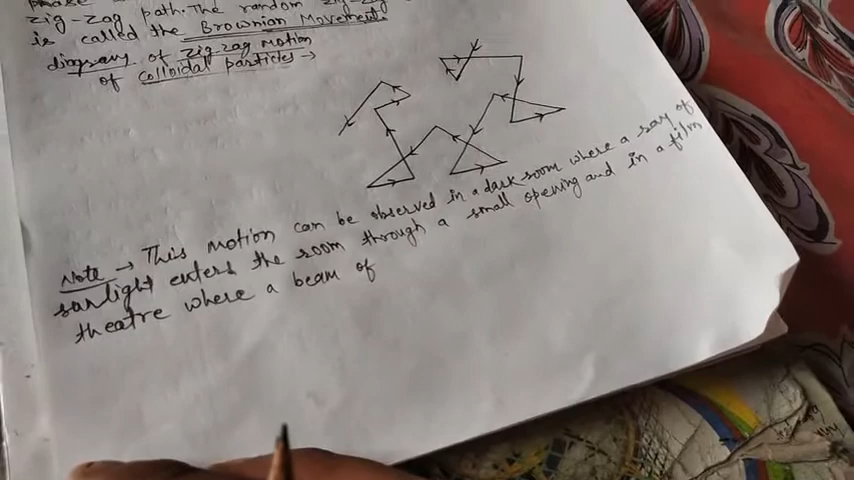 phase
zig-zag path. The random zig-zag
is called the Brownian Movement.
diagram of zig zag motion
of colloidal particles →
Note → This Motion can be observed in a dark room where a ray of
sunlight enters the room through a small opening and in a film
theatre where a beam of